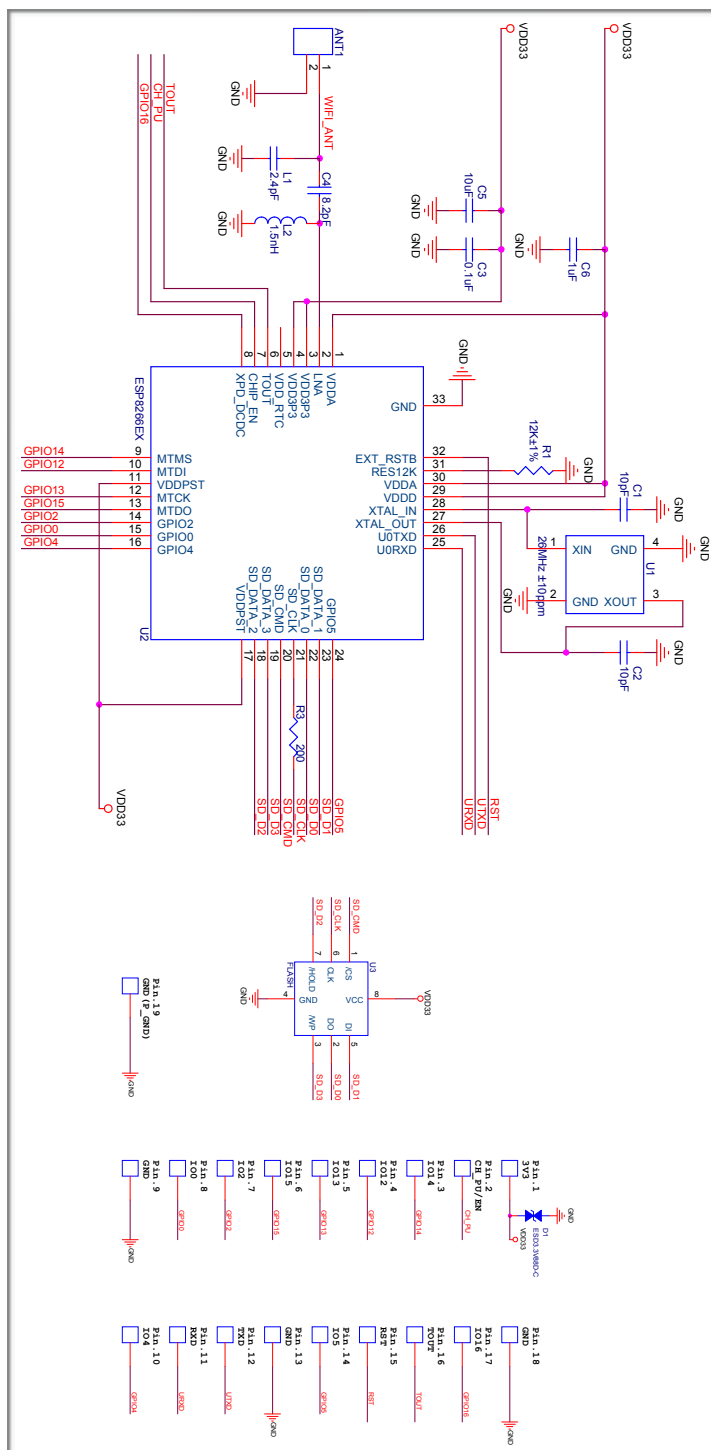 ANT1
1
2
GND
WIFI_ANT
TOUT
CH_PU
GPIO16
L1
2.4pF
GND
C4
8.2pF
L2
1.5nH
GND
VDD33
C5
10uF
GND
C3
0.1uF
GND
VDD33
C6
1uF
GND
8
7
6
5
4
3
2
1
XPD_DCDC
CHIP_EN
TOUT
VDD_RTC
VDD3P3
VDD3P3
LNA
VDDA
ESP8266EX
U2
GND
33
GND
GPIO14 9 MTMS
GPIO12 10 MTDI
11 VDDPST
GPIO13 12 MTCK
GPIO15 13 MTDO
GPIO2 14 GPIO2
GPIO0 15 GPIO0
GPIO4 16 GPIO4
EXT_RSTB 32
RES12K 31
VDDA 30
VDDD 29
XTAL_IN 28
XTAL_OUT 27
U0TXD 26
U0RXD 25
R1
12K±1%
GND
C1
10pF
GND
1 XIN
GND 4
GND
2 GND
XOUT 3
GND
U1
26MHz ±10ppm
C2
10pF
GND
VDDPST
SD_DATA_2
SD_DATA_3
SD_CMD
SD_CLK
SD_DATA_0
SD_DATA_1
GPIO5
17
18
19
20
21
22
23
24
R3
200
VDD33
SD_D2
SD_D3
SD_CMD
SD_CLK
SD_D0
SD_D1
GPIO5
URXD
UTXD
RST
SD_D2
SD_CLK
SD_CMD
7
6
1
U3
FLASH
/HOLD
CLK
/CS
GND 4 GND
VCC 8
VDD33
/WP
DO
DI
3
2
5
SD_D3
SD_D0
SD_D1
Pin.19
GND(P_GND)
GND
Pin.1
3V3
D1
ESD3.3V88D-C
GND
VDD33
Pin.2
CH_PU/EN
CH_PU
Pin.3
IO14
GPIO14
Pin.4
IO12
GPIO12
Pin.5
IO13
GPIO13
Pin.6
IO15
GPIO15
Pin.7
IO2
GPIO2
Pin.8
IO0
GPIO0
Pin.9
GND
GND
Pin.18
GND
GND
Pin.17
IO16
GPIO16
Pin.16
TOUT
TOUT
Pin.15
RST
RST
Pin.14
IO5
GPIO5
Pin.13
GND
GND
Pin.12
TXD
UTXD
Pin.11
RXD
URXD
Pin.10
IO4
GPIO4